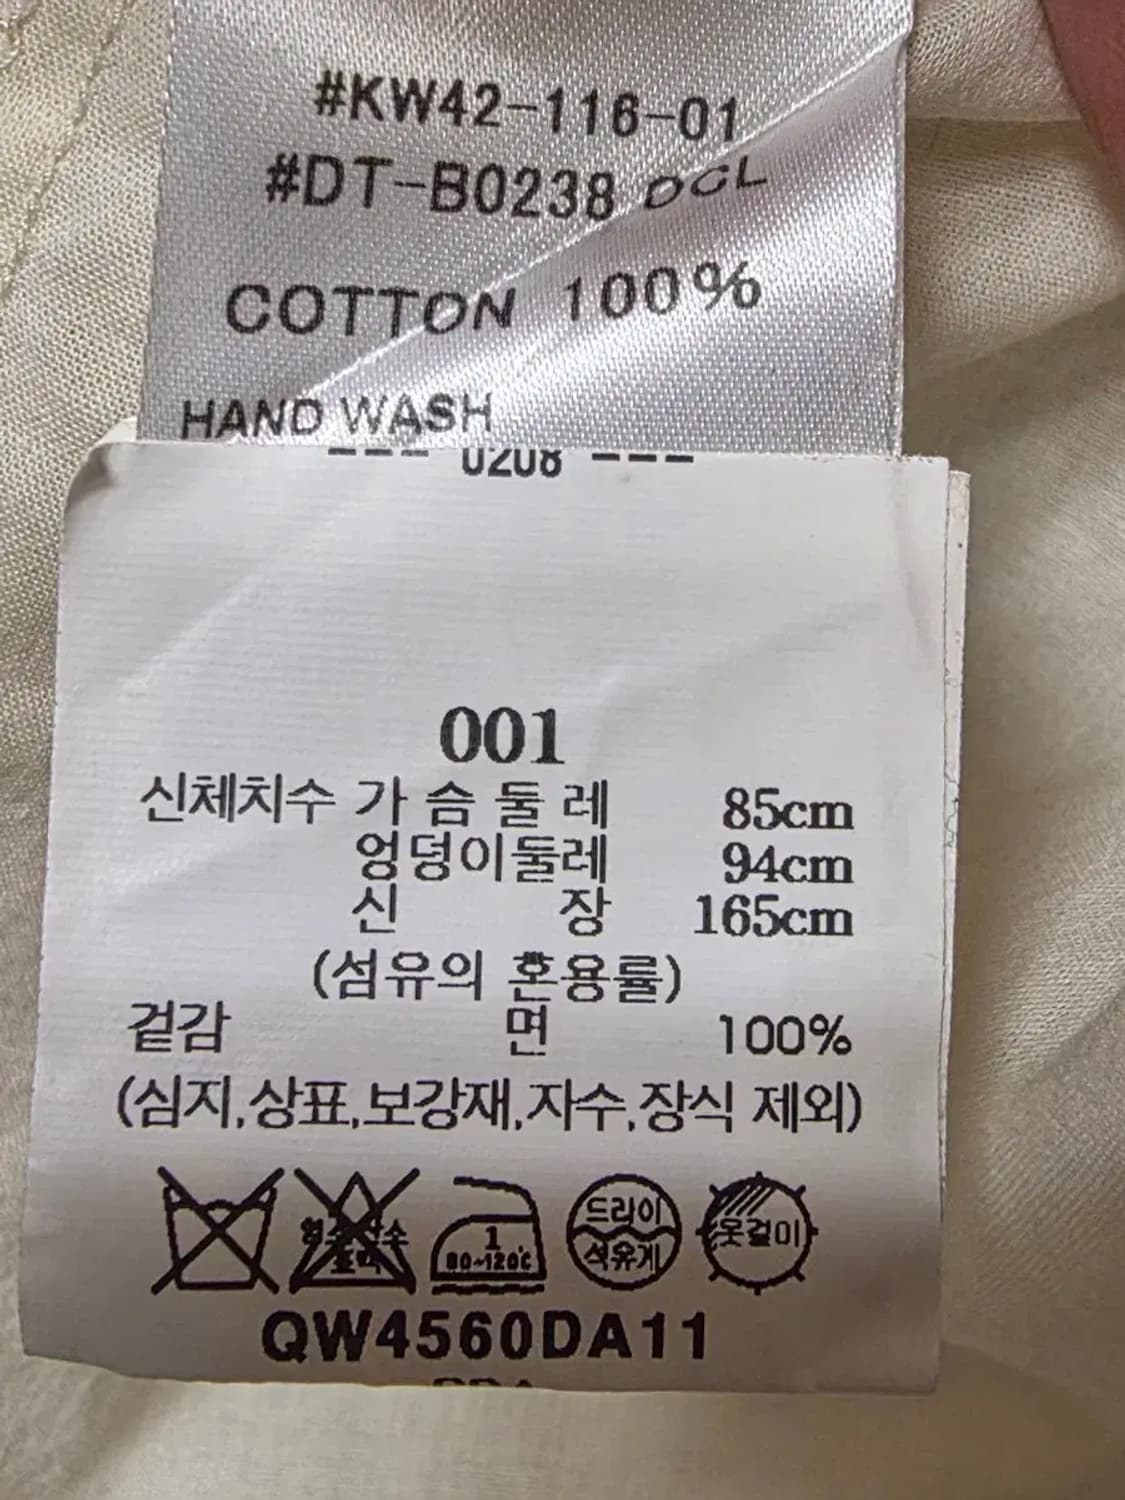 #KW42-116-01
#DT-B0238 DCL
COTTON 100%
HAND WASH
--- 0208 ---
001
신체치수 가슴둘레 85cm
엉덩이둘레 94cm
신장 165cm
(섬유의 혼용률)
겉감 면 100%
(심지,상표,보강재,자수,장식 제외)
1
80~120℃
드라이
석유계
옷걸이
QW4560DA11